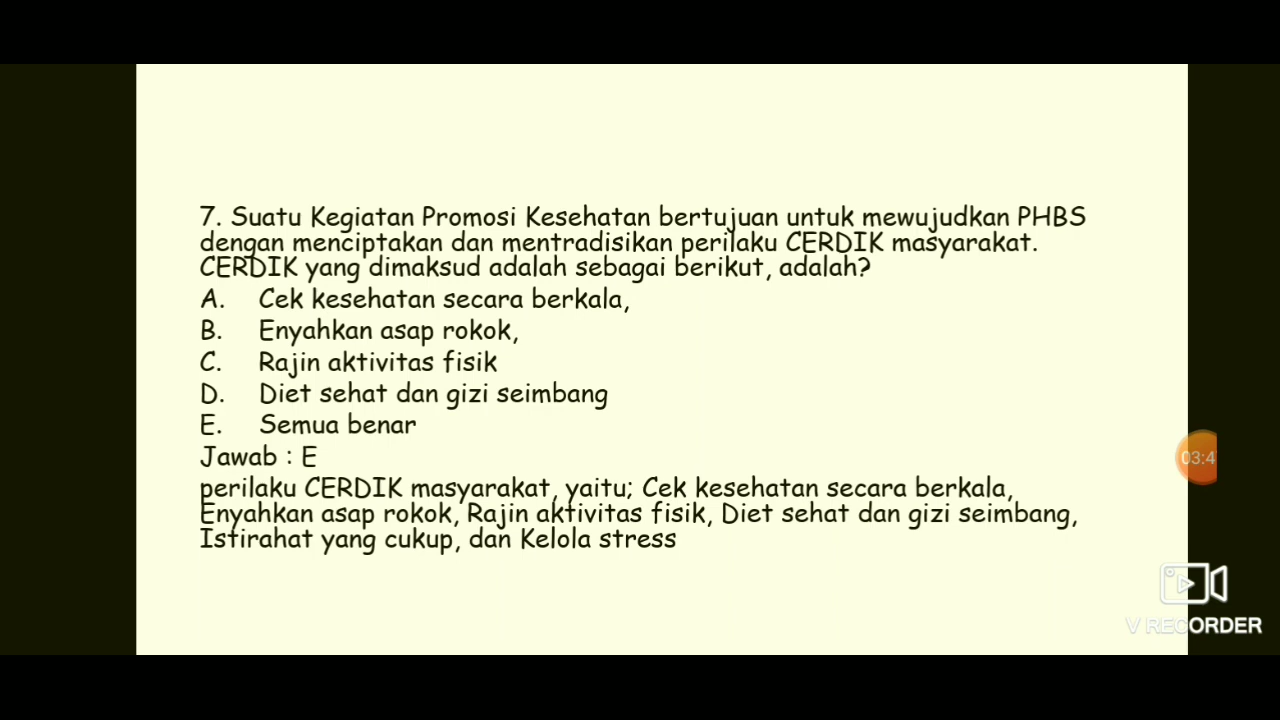 7. Suatu Kegiatan Promosi Kesehatan bertujuan untuk mewujudkan PHBS
dengan menciptakan dan mentradisikan perilaku CERDIK masyarakat.
CERDIK yang dimaksud adalah sebagai berikut, adalah?
A. Cek kesehatan secara berkala,
B. Enyahkan asap rokok,
C. Rajin aktivitas fisik
D. Diet sehat dan gizi seimbang
E. Semua benar
Jawab : E
perilaku CERDIK masyarakat, yaitu; Cek kesehatan secara berkala,
Enyahkan asap rokok, Rajin aktivitas fisik, Diet sehat dan gizi seimbang,
Istirahat yang cukup, dan Kelola stress
03:4
V RECORDER